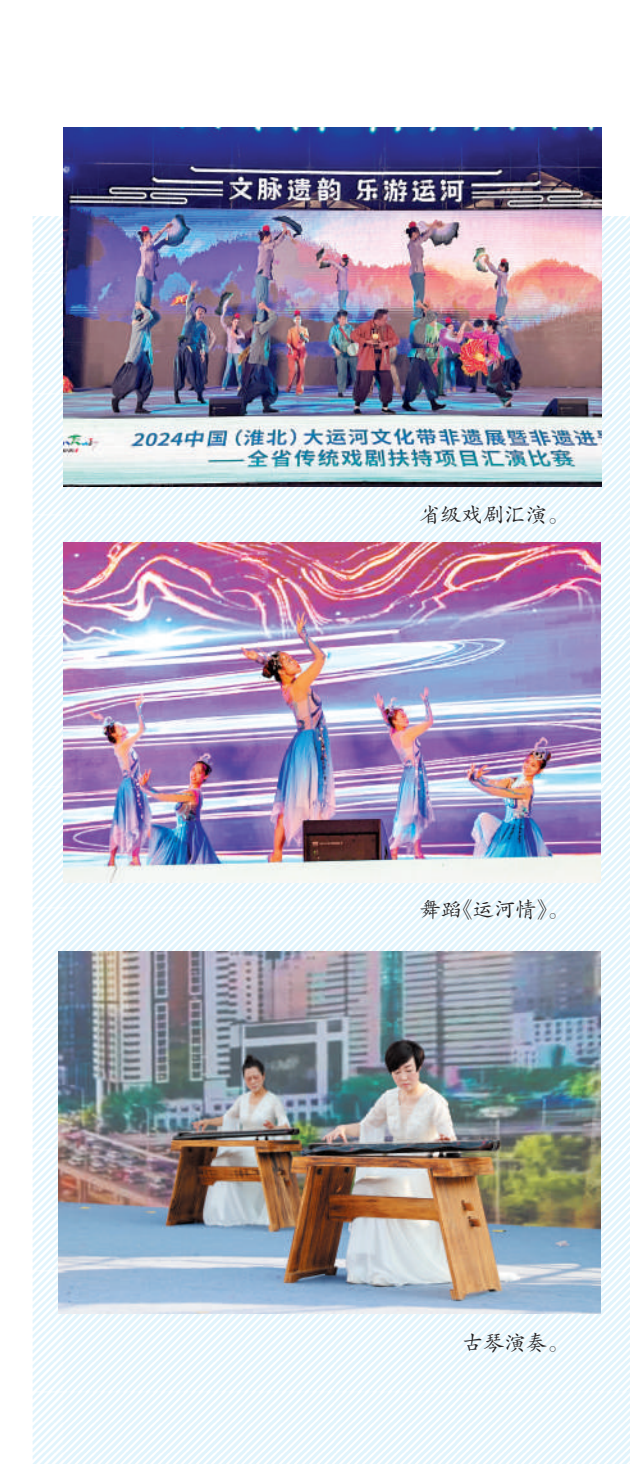 文脉遗韵 乐游运河
2024中国（淮北）大运河文化带非遗展暨非遗进
——全省传统戏剧扶持项目汇演比赛
省级戏剧汇演。
舞蹈《运河情》。
古琴演奏。